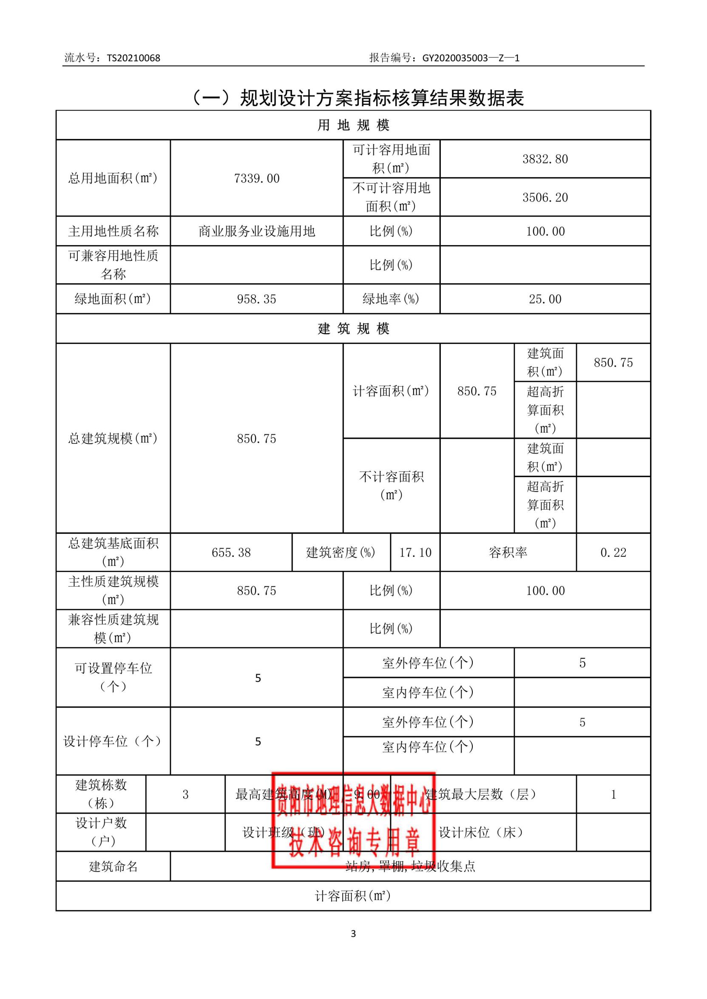 流水号：TS20210068 报告编号：GY2020035003—Z—1
（一）规划设计方案指标核算结果数据表
用 地 规 模
总用地面积(㎡) 7339.00
可计容用地面
积(㎡)
3832.80
不可计容用地
面积(㎡)
3506.20
主用地性质名称 商业服务业设施用地 比例(%) 100.00
可兼容用地性质
名称
比例(%)
绿地面积(㎡) 958.35 绿地率(%) 25.00
建 筑 规 模
总建筑规模(㎡) 850.75
计容面积(㎡) 850.75
建筑面
积(㎡)
850.75
超高折
算面积
(㎡)
不计容面积
(㎡)
建筑面
积(㎡)
超高折
算面积
(㎡)
总建筑基底面积
(㎡)
655.38 建筑密度(%) 17.10 容积率 0.22
主性质建筑规模
(㎡)
850.75 比例(%) 100.00
兼容性质建筑规
模(㎡)
比例(%)
可设置停车位
（个）
5
室外停车位(个) 5
室内停车位(个)
设计停车位（个） 5
室外停车位(个) 5
室内停车位(个)
建筑栋数
（栋）
3 最高建筑高度(M) 9.00 建筑最大层数（层） 1
设计户数
（户）
设计班级（班） 设计床位（床）
贵阳市地理信息大数据中心
技术咨询专用章
建筑命名 站房,罩棚,垃圾收集点
计容面积(㎡)
3